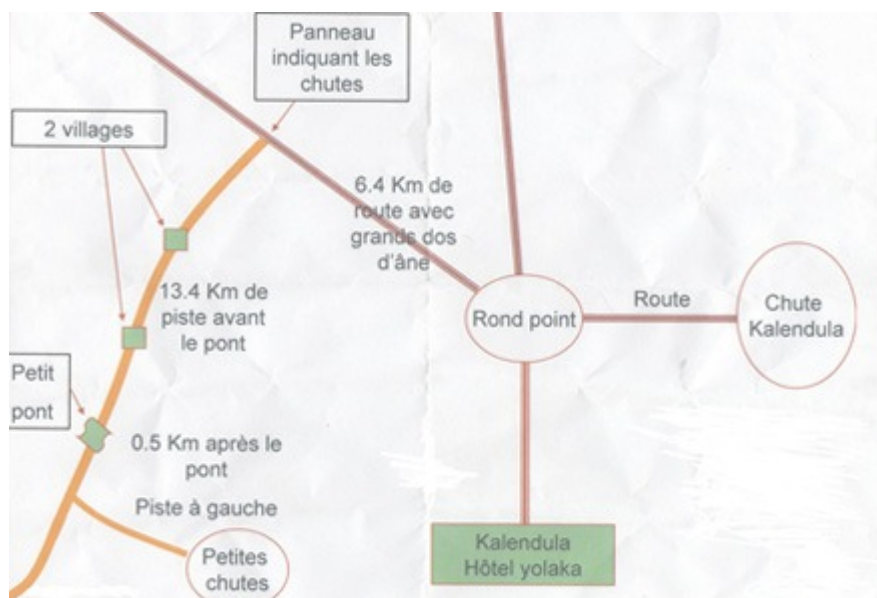 Panneau
indiquant les
chutes
2 villages
6.4 Km de
route avec
grands dos
d'âne
13.4 Km de
piste avant
le pont
Rond point
Route
Chute
Kalendula
Petit
pont
0.5 Km après le
pont
Piste à gauche
Petites
chutes
Kalendula
Hôtel yolaka